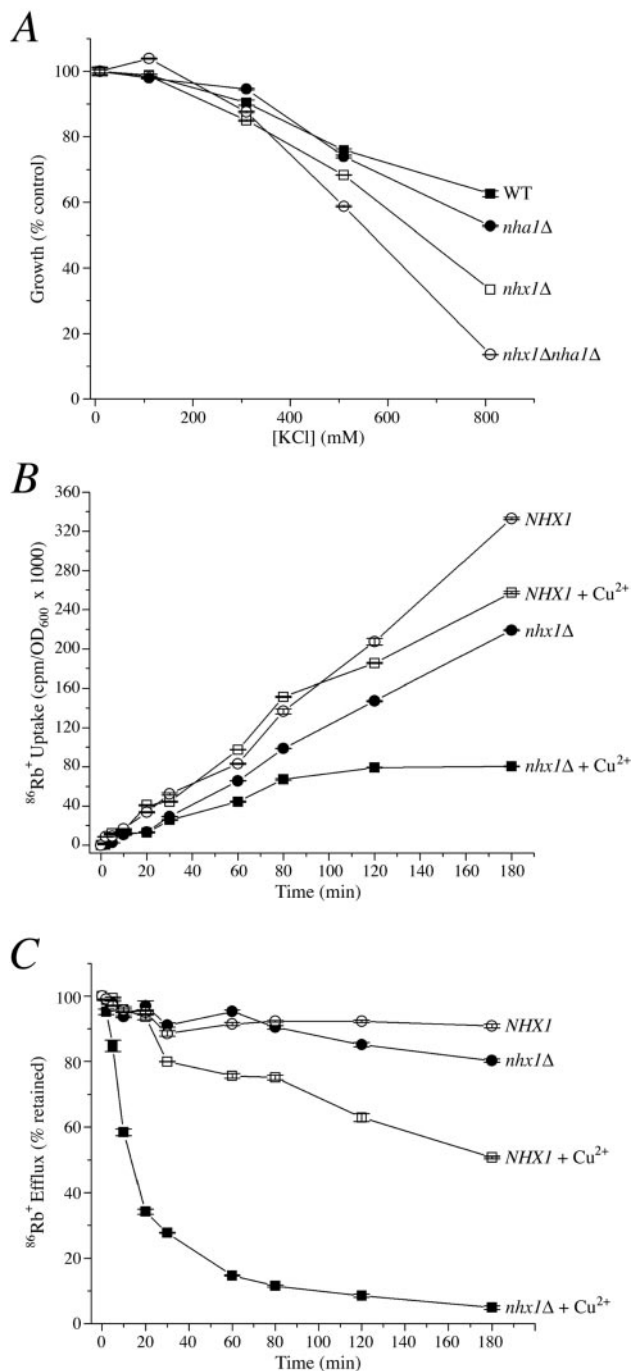 A
100
80
60
40
20
0
Growth (% control)
WT
nha1Δ
nhx1Δ
nhx1Δnha1Δ
0 200 400 600 800
[KCl] (mM)
B
360
320
280
240
200
160
120
80
40
0
⁸⁶Rb⁺ Uptake (cpm/OD₆₀₀ x 1000)
NHX1
NHX1 + Cu²⁺
nhx1Δ
nhx1Δ + Cu²⁺
0 20 40 60 80 100 120 140 160 180
Time (min)
C
100
80
60
40
20
0
⁸⁶Rb⁺ Efflux (% retained)
NHX1
nhx1Δ
NHX1 + Cu²⁺
nhx1Δ + Cu²⁺
0 20 40 60 80 100 120 140 160 180
Time (min)